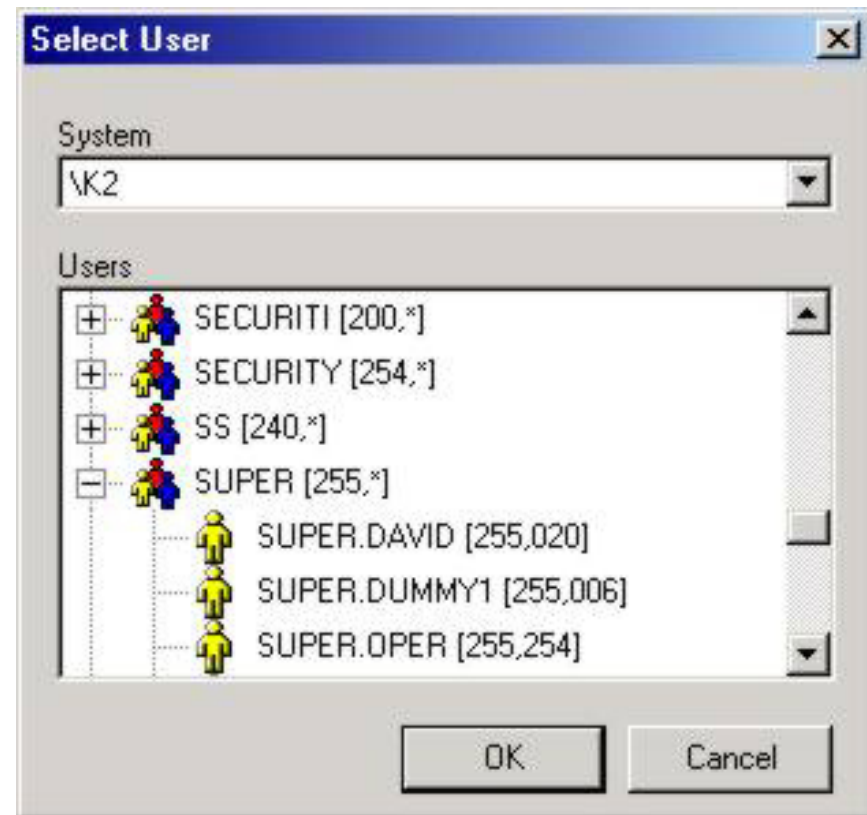 Select User
System
\K2
Users
SECURITI [200,*]
SECURITY [254,*]
SS [240,*]
SUPER [255,*]
SUPER.DAVID [255,020]
SUPER.DUMMY1 [255,006]
SUPER.OPER [255,254]
OK Cancel